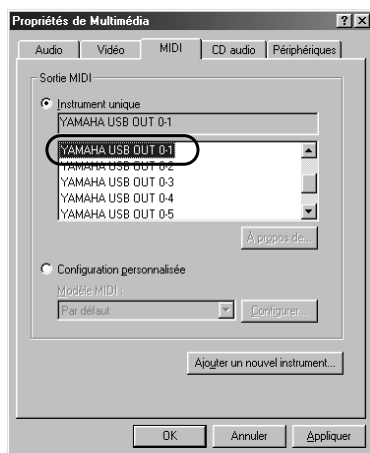 Propriétés de Multimédia
Audio Vidéo MIDI CD audio Périphériques
Sortie MIDI
Instrument unique
YAMAHA USB OUT 0-1
YAMAHA USB OUT 0-1
YAMAHA USB OUT 0-2
YAMAHA USB OUT 0-3
YAMAHA USB OUT 0-4
YAMAHA USB OUT 0-5
À propos de...
Configuration personnalisée
Modèle MIDI :
Par défaut Configurer...
Ajouter un nouvel instrument...
OK Annuler Appliquer